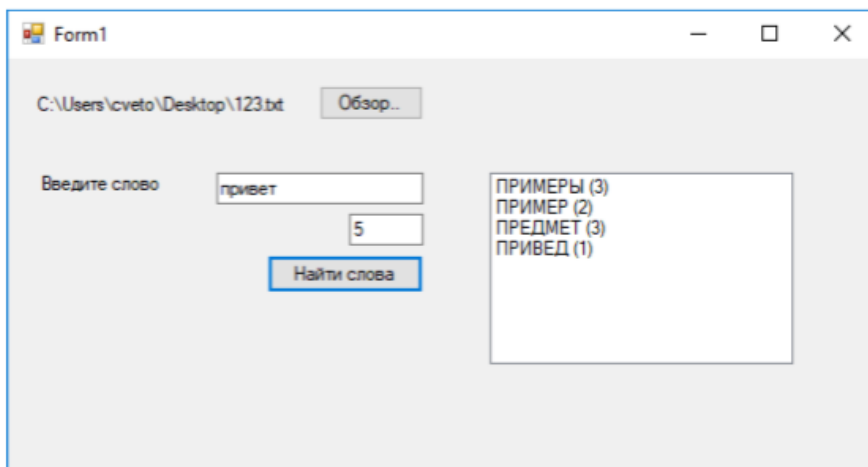 Form1
C:\Users\cveto\Desktop\123.txt
Обзор..
Введите слово
привет
5
Найти слова
ПРИМЕРЫ (3)
ПРИМЕР (2)
ПРЕДМЕТ (3)
ПРИВЕД (1)